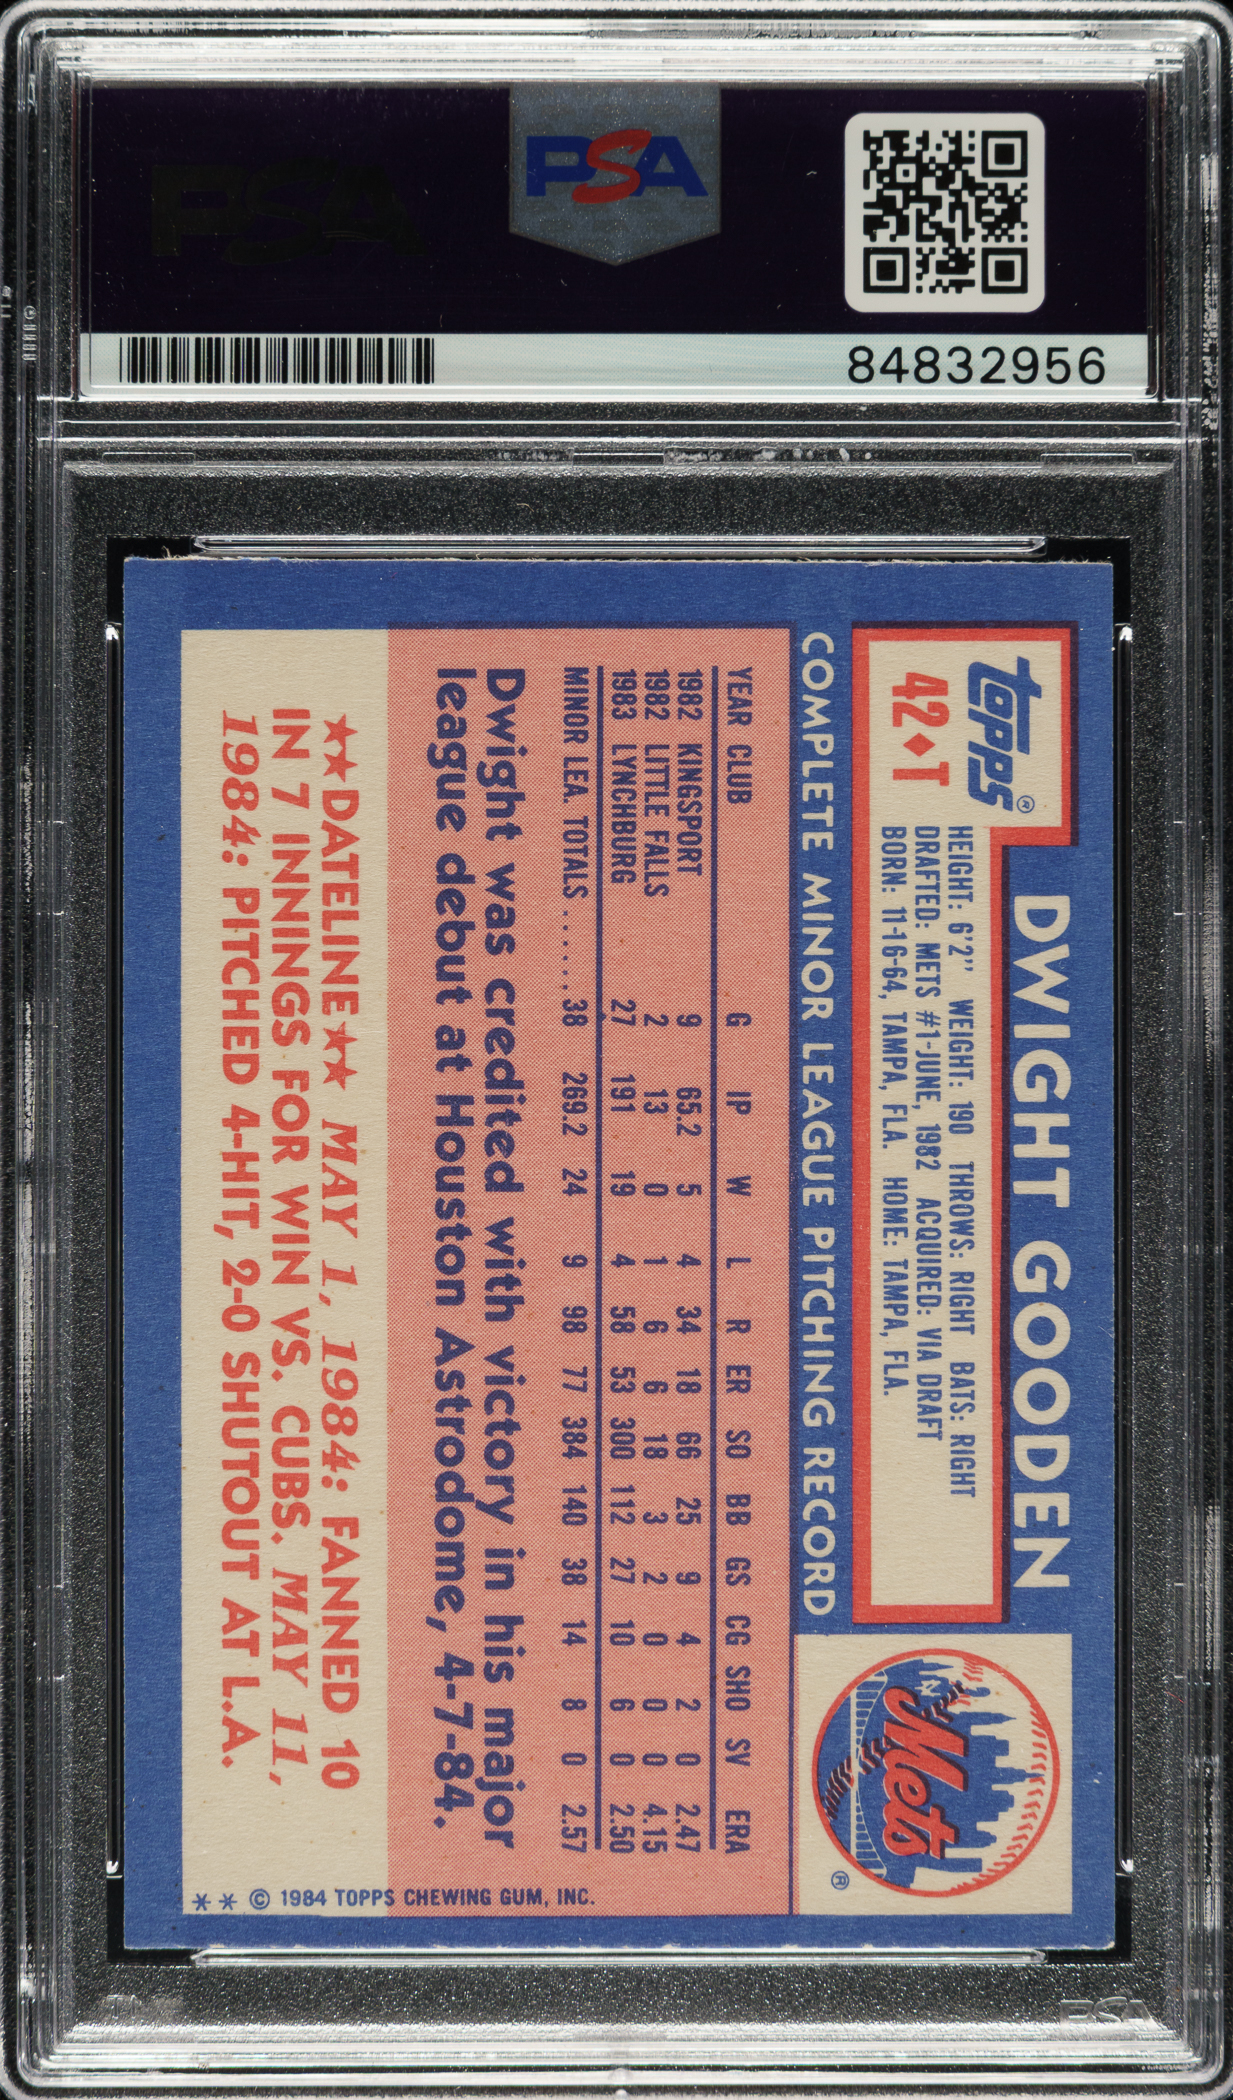 PSA
PSA
84832956
topps®
42♦T
DWIGHT GOODEN
HEIGHT: 6'2" WEIGHT: 190 THROWS: RIGHT BATS: RIGHT
DRAFTED: METS #1-JUNE, 1982 ACQUIRED: VIA DRAFT
BORN: 11-16-64, TAMPA, FLA. HOME: TAMPA, FLA.
Mets
®
COMPLETE MINOR LEAGUE PITCHING RECORD
YEAR CLUB G IP W L R ER SO BB GS CG SHO SV ERA
1982 KINGSPORT 9 65.2 5 4 34 18 66 25 9 4 2 0 2.47
1982 LITTLE FALLS 2 13 0 1 6 6 18 3 2 0 0 0 4.15
1983 LYNCHBURG 27 191 19 4 58 53 300 112 27 10 6 0 2.50
MINOR LEA. TOTALS ...... 38 269.2 24 9 98 77 384 140 38 14 8 0 2.57
Dwight was credited with victory in his major
league debut at Houston Astrodome, 4-7-84.
★★DATELINE★★ MAY 1, 1984: FANNED 10
IN 7 INNINGS FOR WIN VS. CUBS. MAY 11,
1984: PITCHED 4-HIT, 2-0 SHUTOUT AT L.A.
** © 1984 TOPPS CHEWING GUM, INC.
PSA